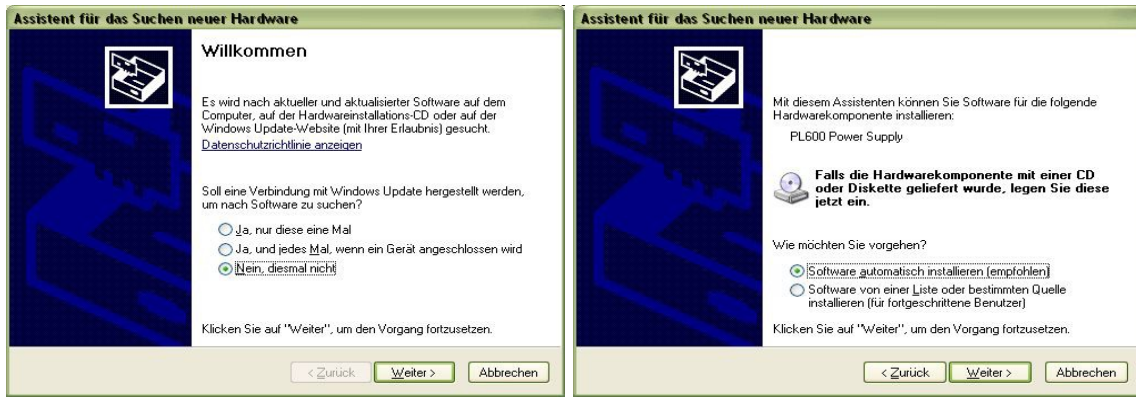 Assistent für das Suchen neuer Hardware
Willkommen
Es wird nach aktueller und aktualisierter Software auf dem
Computer, auf der Hardwareinstallations-CD oder auf der
Windows Update-Website (mit Ihrer Erlaubnis) gesucht.
Datenschutzrichtlinie anzeigen
Soll eine Verbindung mit Windows Update hergestellt werden,
um nach Software zu suchen?
Ja, nur diese eine Mal
Ja, und jedes Mal, wenn ein Gerät angeschlossen wird
Nein, diesmal nicht
Klicken Sie auf "Weiter", um den Vorgang fortzusetzen.
< Zurück
Weiter >
Abbrechen
Assistent für das Suchen neuer Hardware
Mit diesem Assistenten können Sie Software für die folgende
Hardwarekomponente installieren:
PL600 Power Supply
Falls die Hardwarekomponente mit einer CD
oder Diskette geliefert wurde, legen Sie diese
jetzt ein.
Wie möchten Sie vorgehen?
Software automatisch installieren (empfohlen)
Software von einer Liste oder bestimmten Quelle
installieren (für fortgeschrittene Benutzer)
Klicken Sie auf "Weiter", um den Vorgang fortzusetzen.
< Zurück
Weiter >
Abbrechen